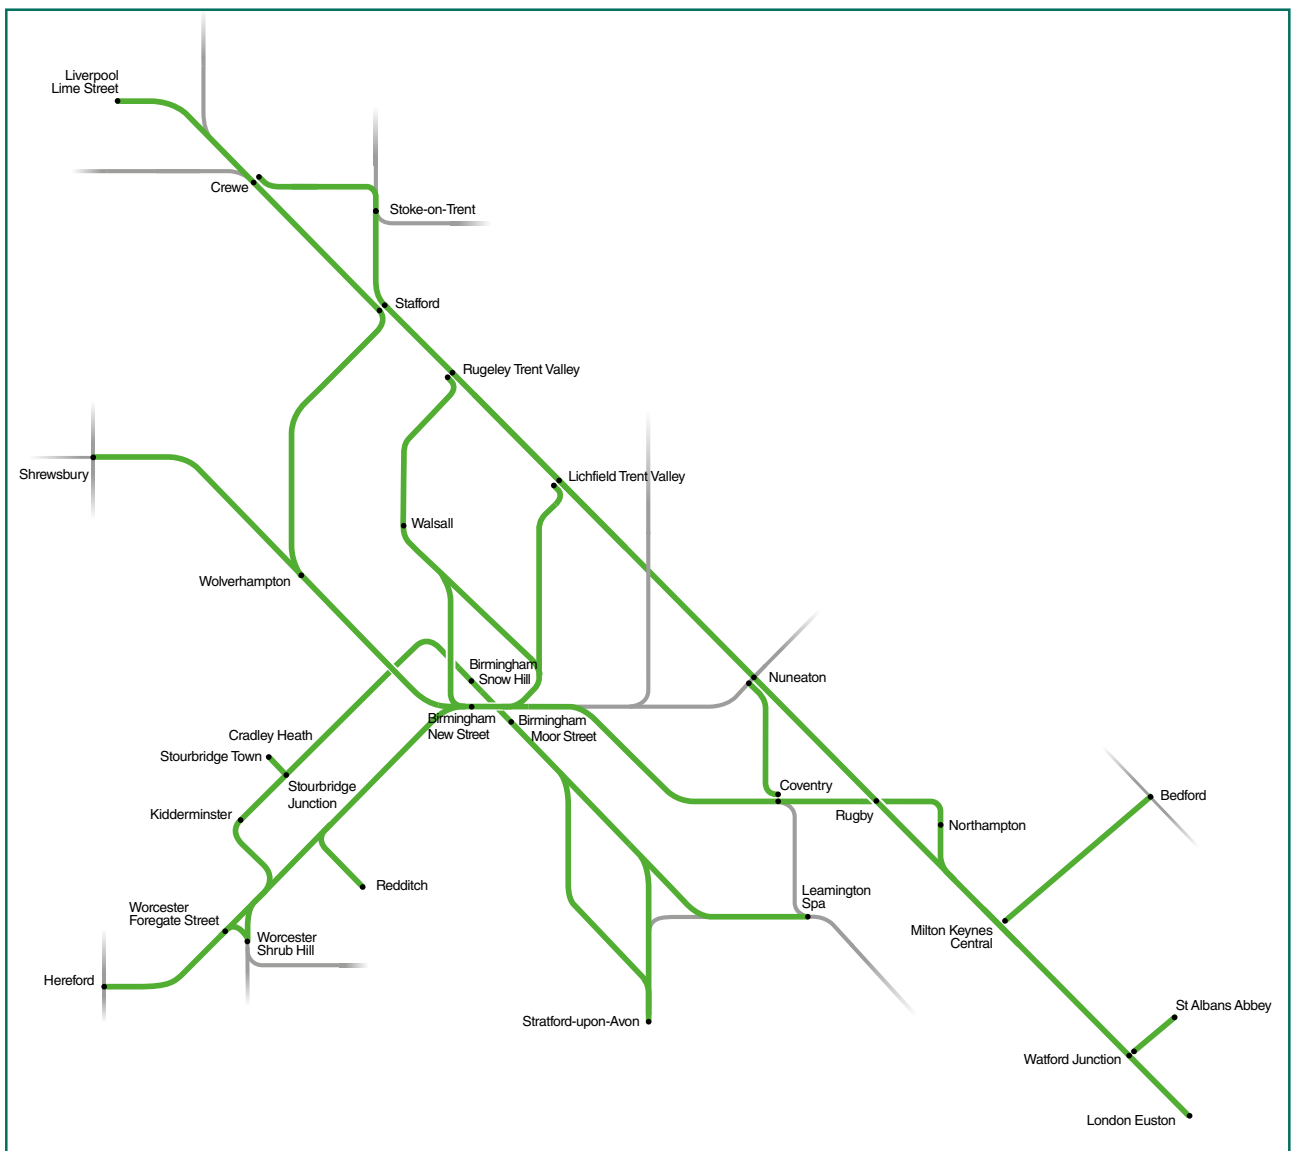 Liverpool
Lime Street
Crewe
Stoke-on-Trent
Stafford
Rugeley Trent Valley
Shrewsbury
Lichfield Trent Valley
Walsall
Wolverhampton
Birmingham
Snow Hill
Nuneaton
Birmingham
New Street
Birmingham
Moor Street
Cradley Heath
Stourbridge Town
Stourbridge
Junction
Kidderminster
Coventry
Rugby
Northampton
Bedford
Redditch
Leamington
Spa
Worcester
Foregate Street
Worcester
Shrub Hill
Milton Keynes
Central
Hereford
Stratford-upon-Avon
St Albans Abbey
Watford Junction
London Euston